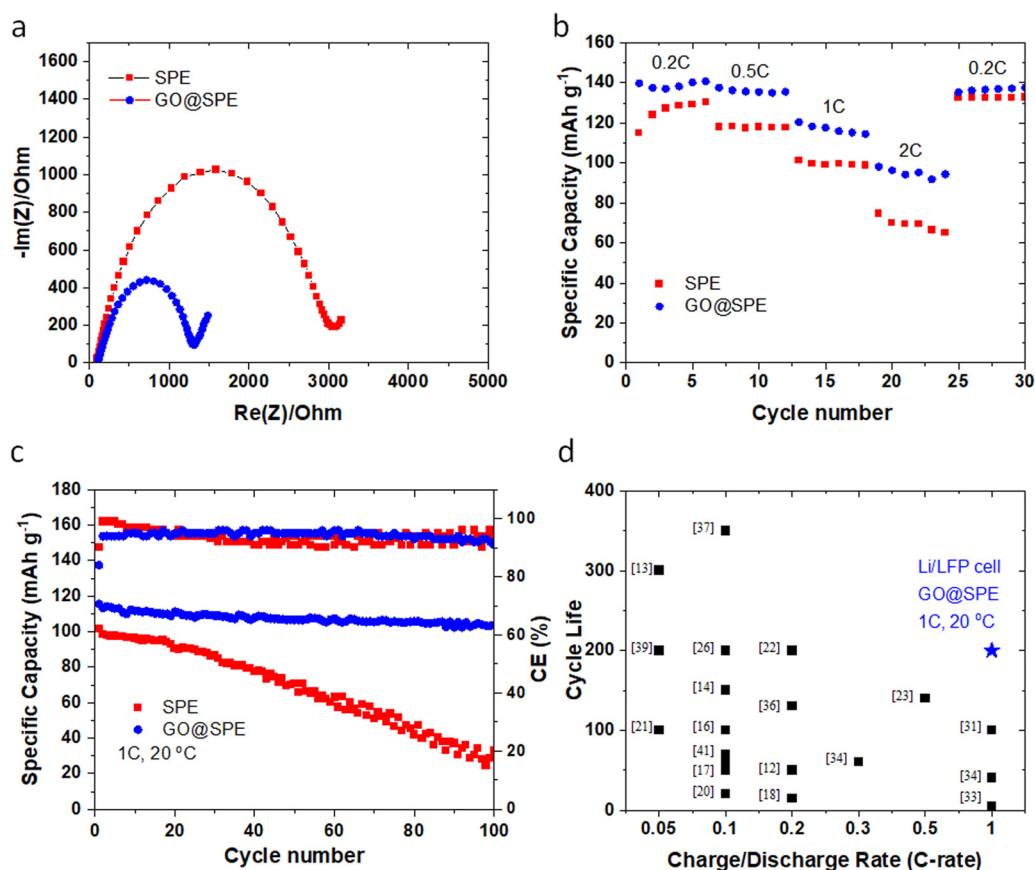 a
1600
1400
1200
1000
800
600
400
200
0
-Im(Z)/Ohm
SPE
GO@SPE
0 1000 2000 3000 4000 5000
Re(Z)/Ohm
b
160
140
120
100
80
60
40
20
0
Specific Capacity (mAh g-1)
0.2C
0.5C
1C
2C
0.2C
SPE
GO@SPE
0 5 10 15 20 25 30
Cycle number
c
180
160
140
120
100
80
60
40
20
0
Specific Capacity (mAh g-1)
100
80
60
40
20
0
CE (%)
SPE
GO@SPE
1C, 20 ºC
0 20 40 60 80 100
Cycle number
d
400
300
200
100
0
Cycle Life
[37]
[13]
Li/LFP cell
GO@SPE
1C, 20 ºC
[39] [26] [22]
[14]
[36] [23]
[21] [16] [31]
[41]
[17] [12] [34] [34]
[20] [18] [33]
0.05 0.1 0.2 0.3 0.5 1
Charge/Discharge Rate (C-rate)